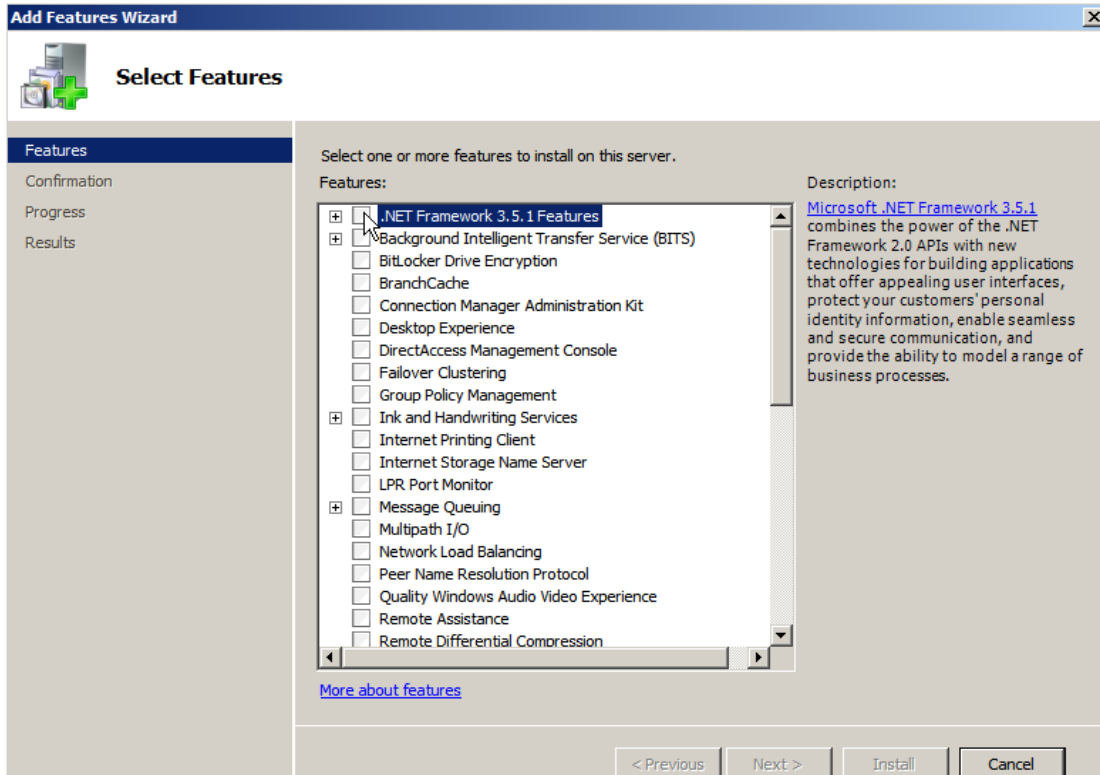 Add Features Wizard
Select Features
Features
Confirmation
Progress
Results
Select one or more features to install on this server.
Features:
.NET Framework 3.5.1 Features
Background Intelligent Transfer Service (BITS)
BitLocker Drive Encryption
BranchCache
Connection Manager Administration Kit
Desktop Experience
DirectAccess Management Console
Failover Clustering
Group Policy Management
Ink and Handwriting Services
Internet Printing Client
Internet Storage Name Server
LPR Port Monitor
Message Queuing
Multipath I/O
Network Load Balancing
Peer Name Resolution Protocol
Quality Windows Audio Video Experience
Remote Assistance
Remote Differential Compression
More about features
Description:
Microsoft .NET Framework 3.5.1
combines the power of the .NET
Framework 2.0 APIs with new
technologies for building applications
that offer appealing user interfaces,
protect your customers' personal
identity information, enable seamless
and secure communication, and
provide the ability to model a range of
business processes.
< Previous
Next >
Install
Cancel